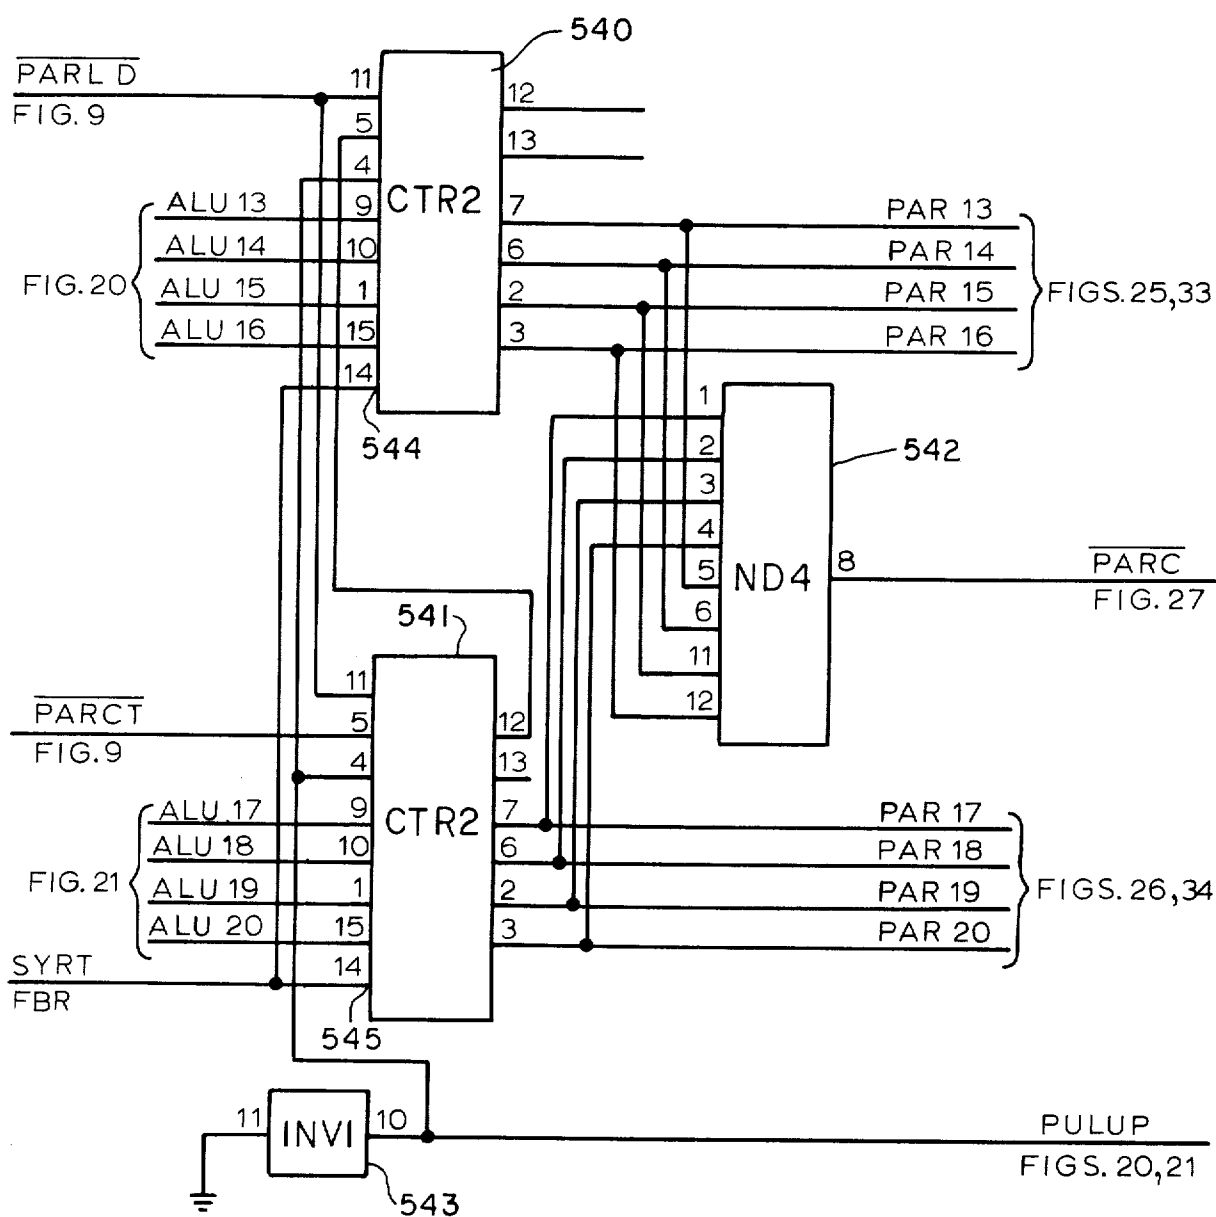 540
PARL D
FIG. 9
11
5
4
9
10
1
15
14
CTR2
12
13
7
6
2
3
ALU 13
ALU 14
ALU 15
ALU 16
FIG. 20
PAR 13
PAR 14
PAR 15
PAR 16
FIGS. 25,33
544
1
2
3
4
5
6
11
12
ND4
542
8
PARC
FIG. 27
541
PARCT
FIG. 9
11
5
4
9
10
1
15
14
CTR2
12
13
7
6
2
3
ALU 17
ALU 18
ALU 19
ALU 20
FIG. 21
PAR 17
PAR 18
PAR 19
PAR 20
FIGS. 26,34
SYRT
FBR
545
11
INV1
10
543
PULUP
FIGS. 20,21